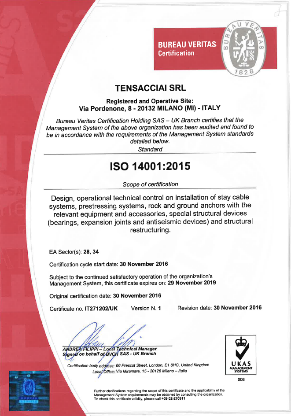 BUREAU VERITAS
Certification
BUREAU VERITAS
1828
TENSACCIAI SRL
Registered and Operative Site:
Via Pordenone, 8 - 20132 MILANO (MI) - ITALY
Bureau Veritas Certification Holding SAS – UK Branch certifies that the
Management System of the above organization has been audited and found to
be in accordance with the requirements of the Management System standards
detailed below.
Standard
ISO 14001:2015
Scope of certification
Design, operational technical control on installation of stay cable
systems, prestressing systems, rock and ground anchors with the
relevant equipment and accessories, special structural devices
(bearings, expansion joints and antiseismic devices) and structural
restructuring.
EA Sector(s): 28, 34
Certification cycle start date: 30 November 2016
Subject to the continued satisfactory operation of the organization's
Management System, this certificate expires on: 29 November 2019
Original certification date: 30 November 2016
Certificate no. IT271202/UK Version N. 1 Revision date: 30 November 2016
ANDREA FILIPPI – Local Technical Manager
Signed on behalf of BVCH SAS - UK Branch
Certification body address: 66 Prescot Street, London, E1 8HG, United Kingdom
UKAS
MANAGEMENT
SYSTEMS
008
Further clarifications regarding the scope of this certificate and the applicability of the
Management System requirements may be obtained by consulting the organization.
To check this certificate validity, please call